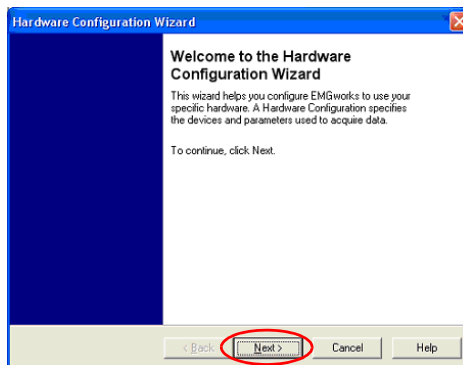 Hardware Configuration Wizard
Welcome to the Hardware
Configuration Wizard
This wizard helps you configure EMGworks to use your
specific hardware. A Hardware Configuration specifies
the devices and parameters used to acquire data.
To continue, click Next.
< Back Next > Cancel Help